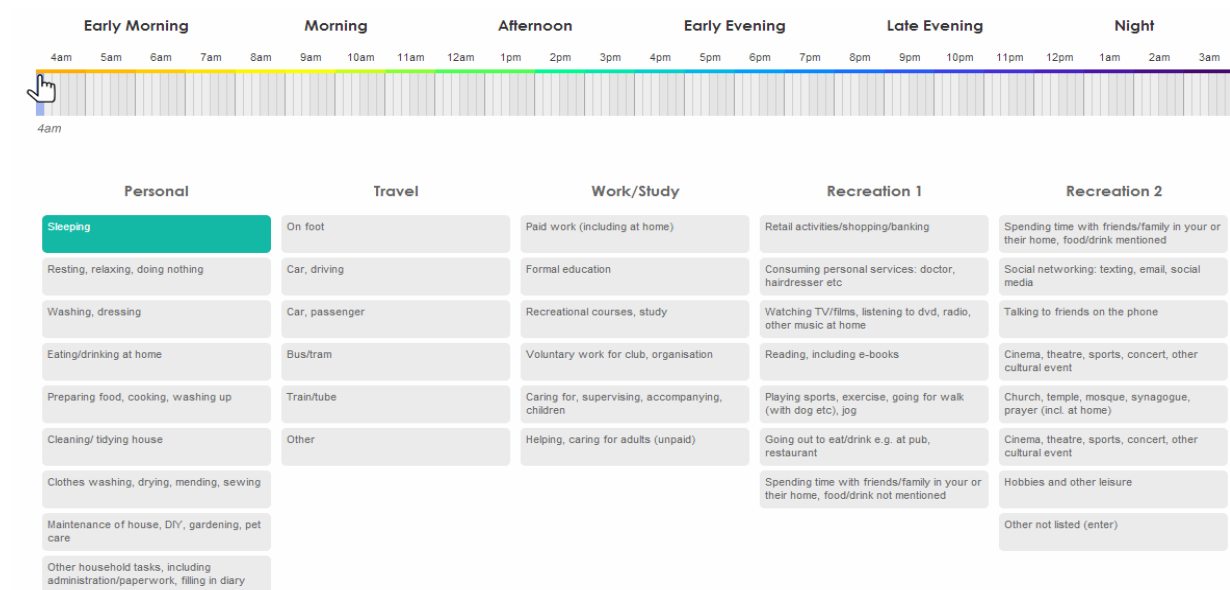 Early Morning Morning Afternoon Early Evening Late Evening Night
4am 5am 6am 7am 8am 9am 10am 11am 12am 1pm 2pm 3pm 4pm 5pm 6pm 7pm 8pm 9pm 10pm 11pm 12pm 1am 2am 3am
4am
Personal
Sleeping
Resting, relaxing, doing nothing
Washing, dressing
Eating/drinking at home
Preparing food, cooking, washing up
Cleaning/ tidying house
Clothes washing, drying, mending, sewing
Maintenance of house, DIY, gardening, pet
care
Other household tasks, including
administration/paperwork, filling in diary
Travel
On foot
Car, driving
Car, passenger
Bus/tram
Train/tube
Other
Work/Study
Paid work (including at home)
Formal education
Recreational courses, study
Voluntary work for club, organisation
Caring for, supervising, accompanying,
children
Helping, caring for adults (unpaid)
Recreation 1
Retail activities/shopping/banking
Consuming personal services: doctor,
hairdresser etc
Watching TV/films, listening to dvd, radio,
other music at home
Reading, including e-books
Playing sports, exercise, going for walk
(with dog etc), jog
Going out to eat/drink e.g. at pub,
restaurant
Spending time with friends/family in your or
their home, food/drink not mentioned
Recreation 2
Spending time with friends/family in your or
their home, food/drink mentioned
Social networking: texting, email, social
media
Talking to friends on the phone
Cinema, theatre, sports, concert, other
cultural event
Church, temple, mosque, synagogue,
prayer (incl. at home)
Cinema, theatre, sports, concert, other
cultural event
Hobbies and other leisure
Other not listed (enter)